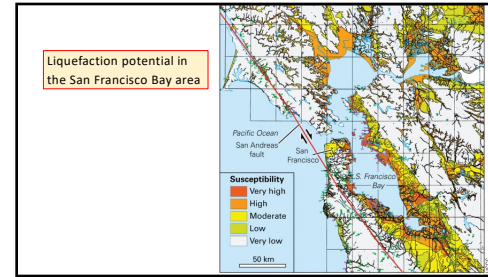 Liquefaction potential in
the San Francisco Bay area
Pacific Ocean
San Andreas
fault
San
Francisco
S. Francisco
Bay
Susceptibility
Very high
High
Moderate
Low
Very low
50 km